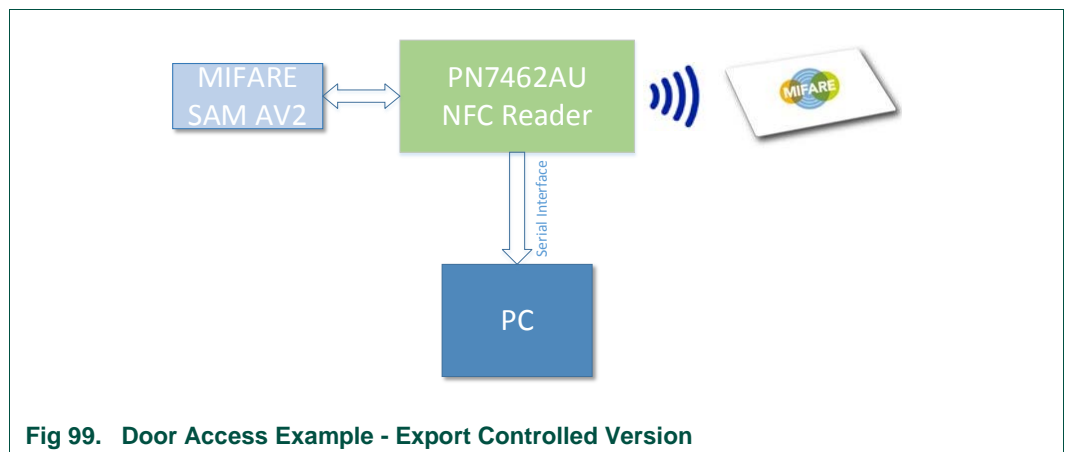 MIFARE
SAM AV2
PN7462AU
NFC Reader
MIFARE
Serial Interface
PC
Fig 99. Door Access Example - Export Controlled Version